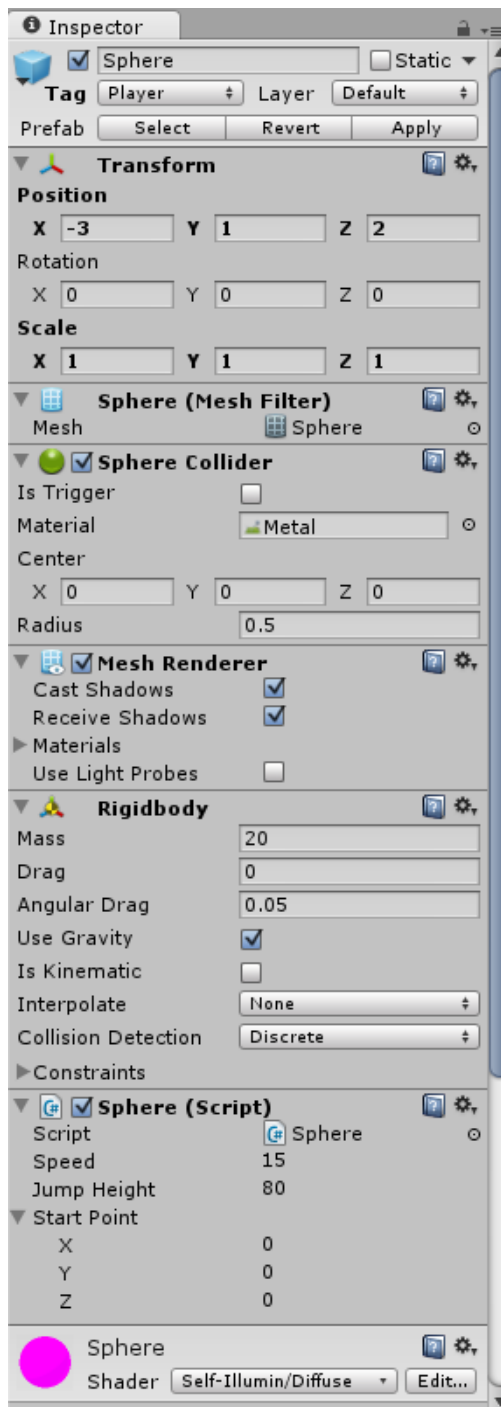 Inspector
Sphere Static
Tag Player Layer Default
Prefab Select Revert Apply
Transform
Position
X -3 Y 1 Z 2
Rotation
X 0 Y 0 Z 0
Scale
X 1 Y 1 Z 1
Sphere (Mesh Filter)
Mesh Sphere
Sphere Collider
Is Trigger
Material Metal
Center
X 0 Y 0 Z 0
Radius 0.5
Mesh Renderer
Cast Shadows
Receive Shadows
Materials
Use Light Probes
Rigidbody
Mass 20
Drag 0
Angular Drag 0.05
Use Gravity
Is Kinematic
Interpolate None
Collision Detection Discrete
Constraints
Sphere (Script)
Script C# Sphere
Speed 15
Jump Height 80
Start Point
X 0
Y 0
Z 0
Sphere
Shader Self-Illumin/Diffuse Edit...